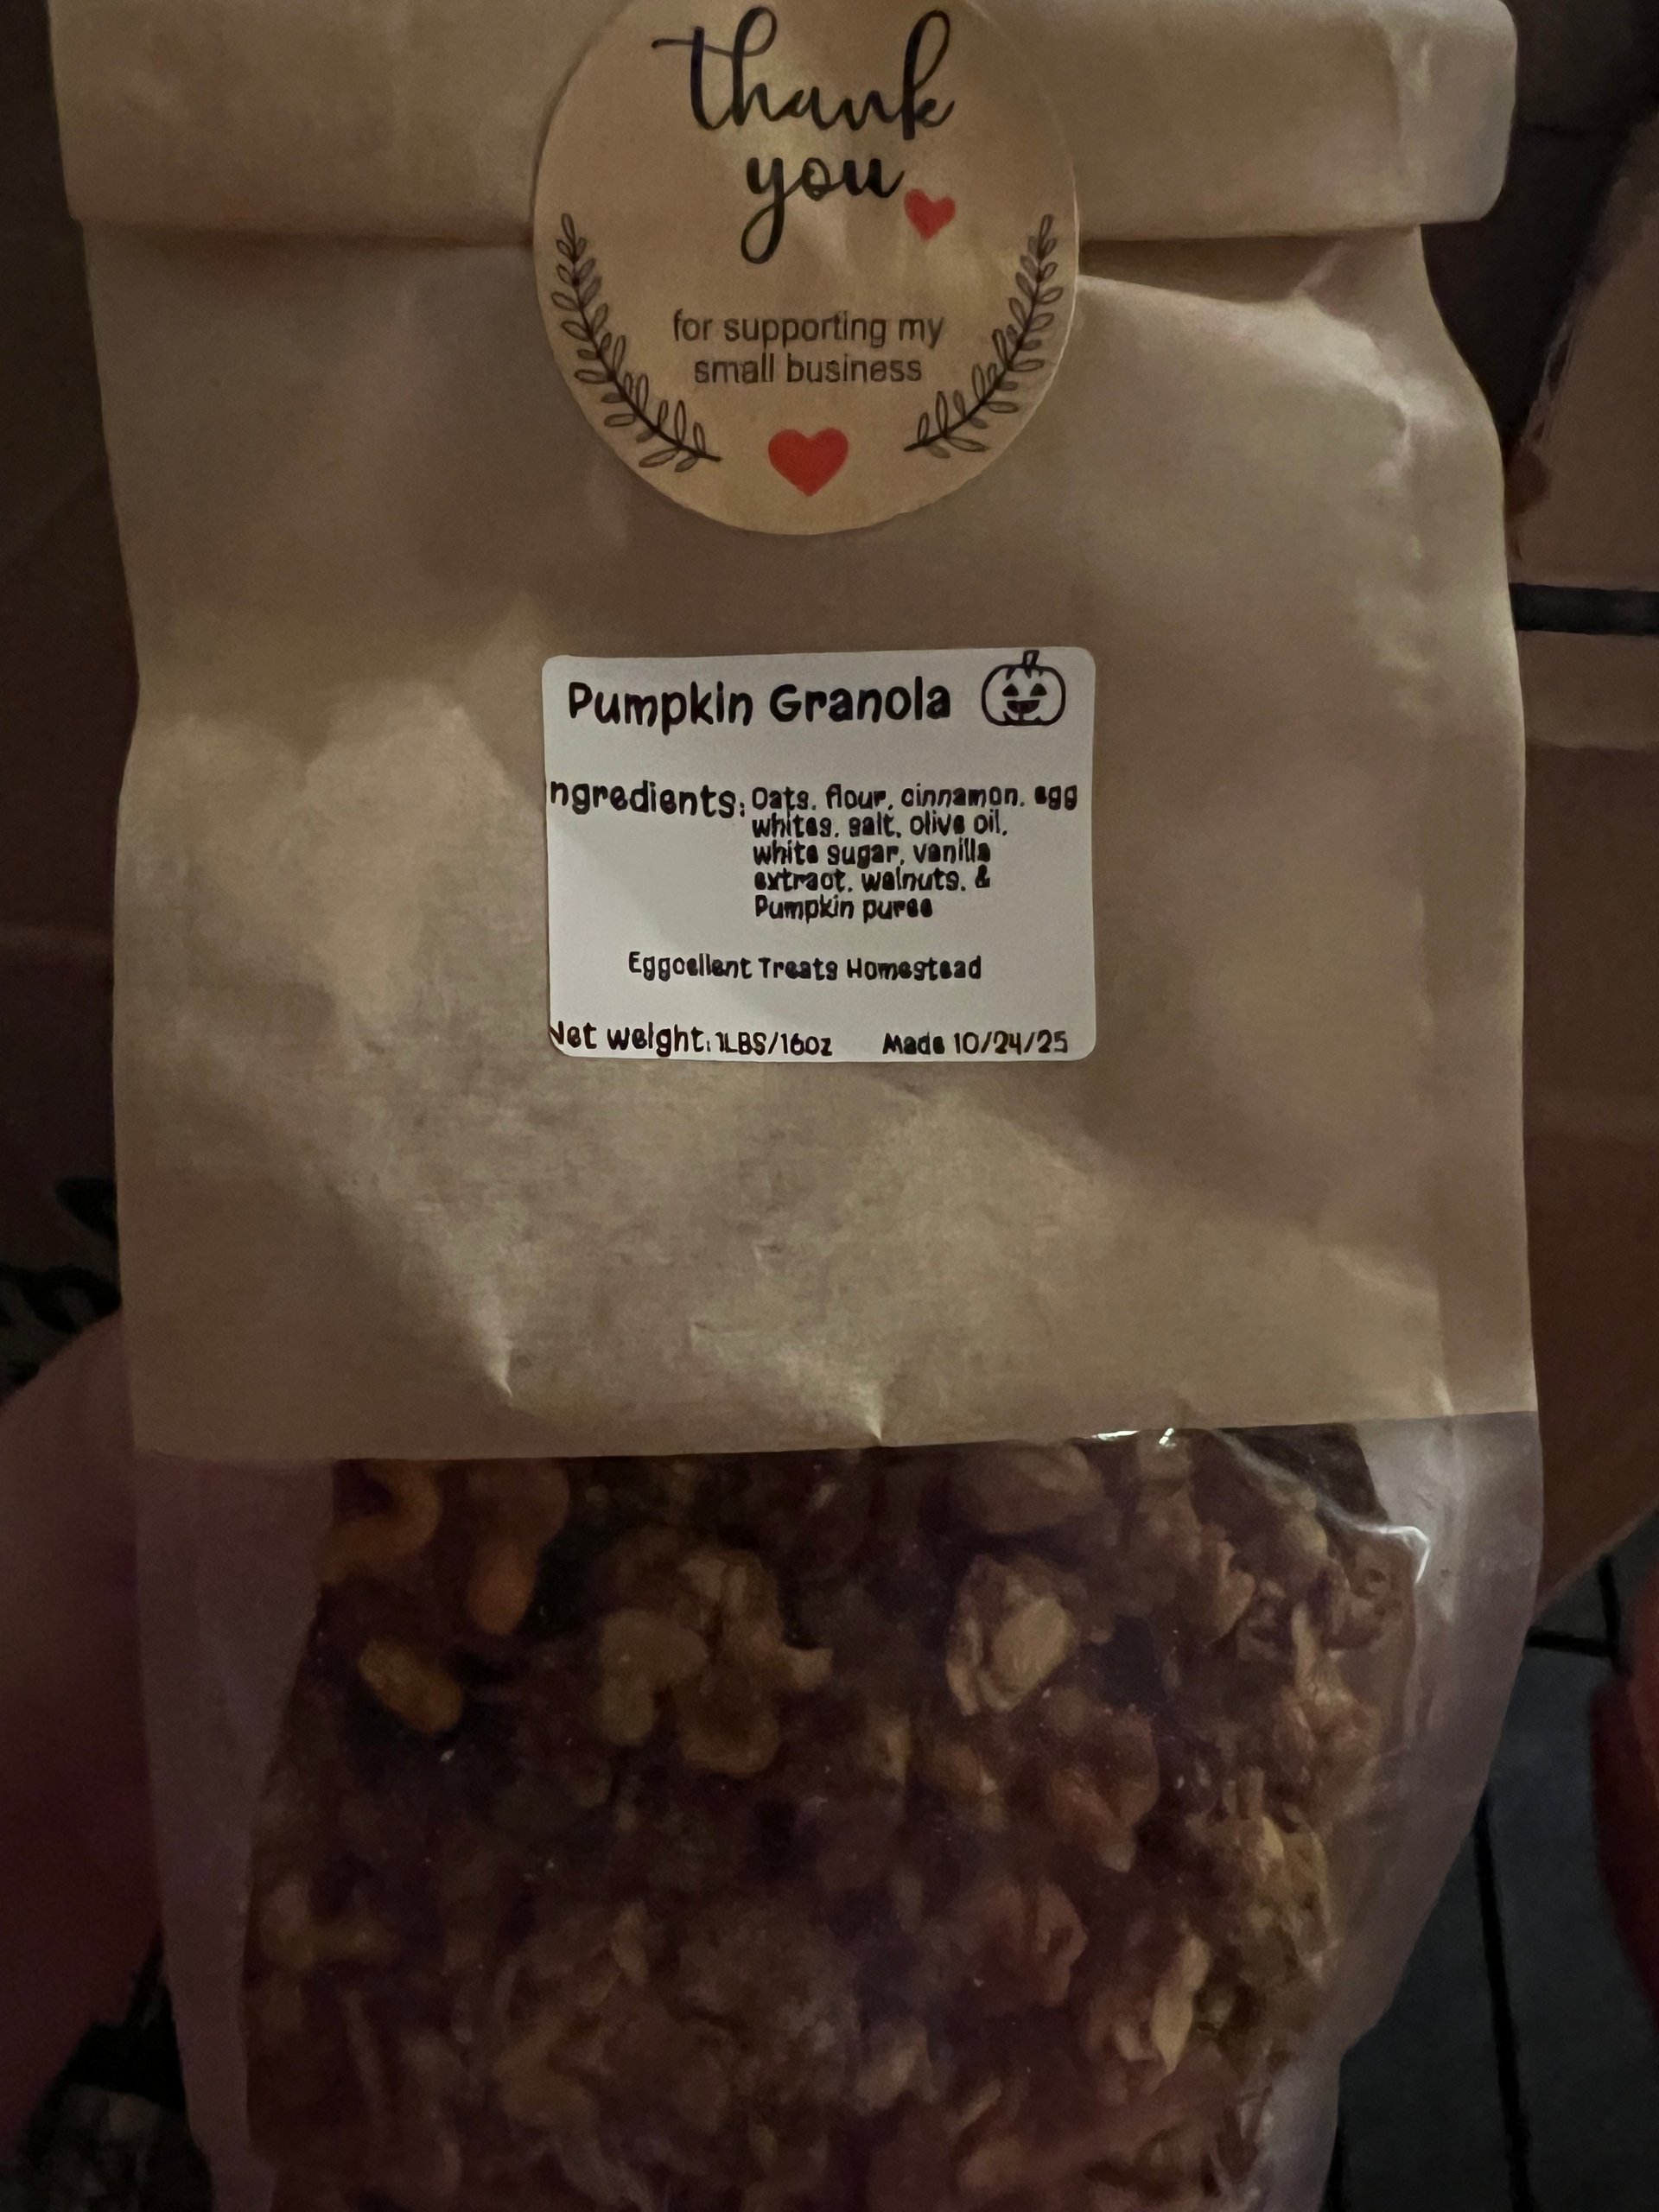 thank
you
for supporting my
small business
Pumpkin Granola
ngredients: Oats, flour, cinnamon, egg
whites, salt, olive oil,
white sugar, vanilla
extract, walnuts, &
Pumpkin puree
Eggcellent Treats Homestead
Net weight: 1LBS/16oz Made 10/24/25